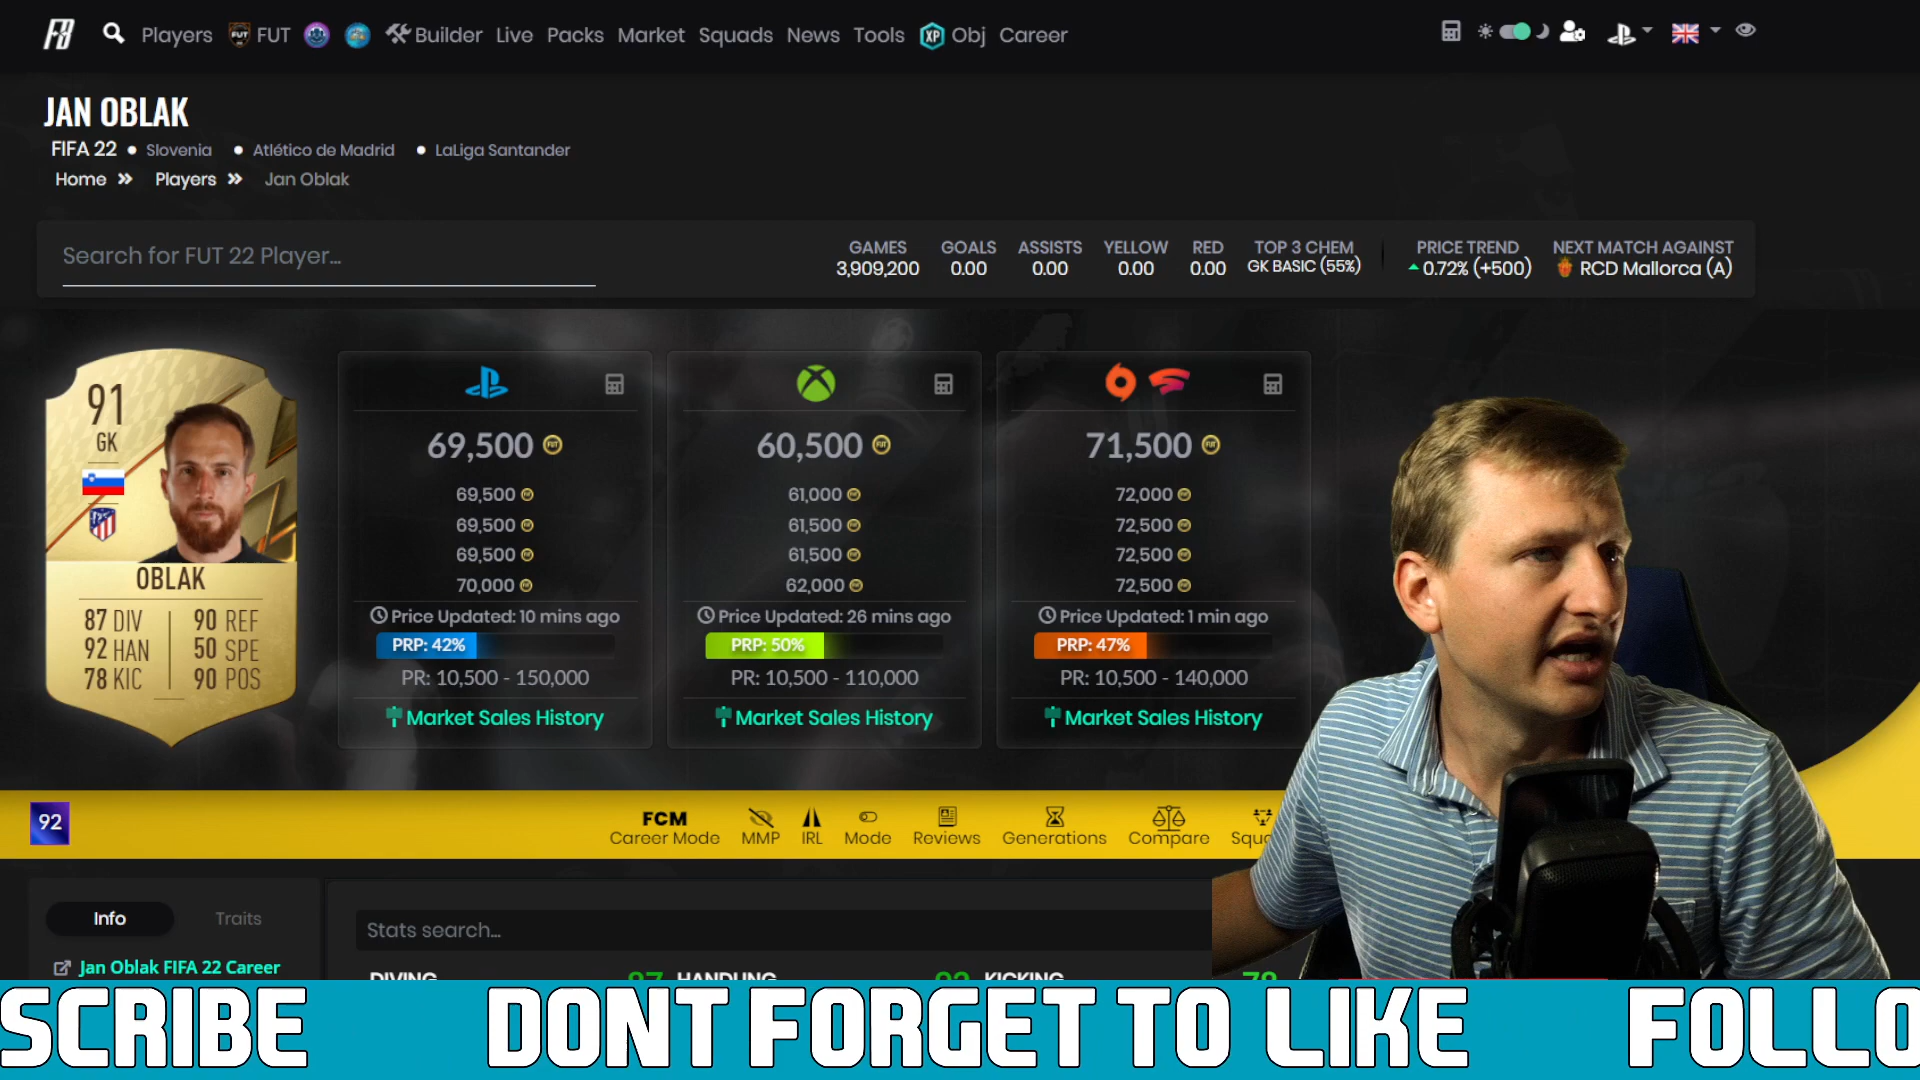 Players FUT FUT Builder Live Packs Market Squads News Tools XP Obj Career
JAN OBLAK
FIFA 22 • Slovenia • Atlético de Madrid • LaLiga Santander
Home » Players » Jan Oblak
Search for FUT 22 Player...
GAMES GOALS ASSISTS YELLOW RED TOP 3 CHEM PRICE TREND NEXT MATCH AGAINST
3,909,200 0.00 0.00 0.00 0.00 GK BASIC (55%) 0.72% (+500) RCD Mallorca (A)
91
GK
OBLAK
87 DIV 90 REF
92 HAN 50 SPE
78 KIC 90 POS
69,500
69,500
69,500
69,500
70,000
Price Updated: 10 mins ago
PRP: 42%
PR: 10,500 - 150,000
Market Sales History
60,500
61,000
61,500
61,500
62,000
Price Updated: 26 mins ago
PRP: 50%
PR: 10,500 - 110,000
Market Sales History
71,500
72,000
72,500
72,500
72,500
Price Updated: 1 min ago
PRP: 47%
PR: 10,500 - 140,000
Market Sales History
92
FCM
Career Mode MMP IRL Mode Reviews Generations Compare Squa
Info Traits
Stats search...
Jan Oblak FIFA 22 Career
DIVING 87 HANDLING 92 KICKING 78
SCRIBE DONT FORGET TO LIKE FOLLO